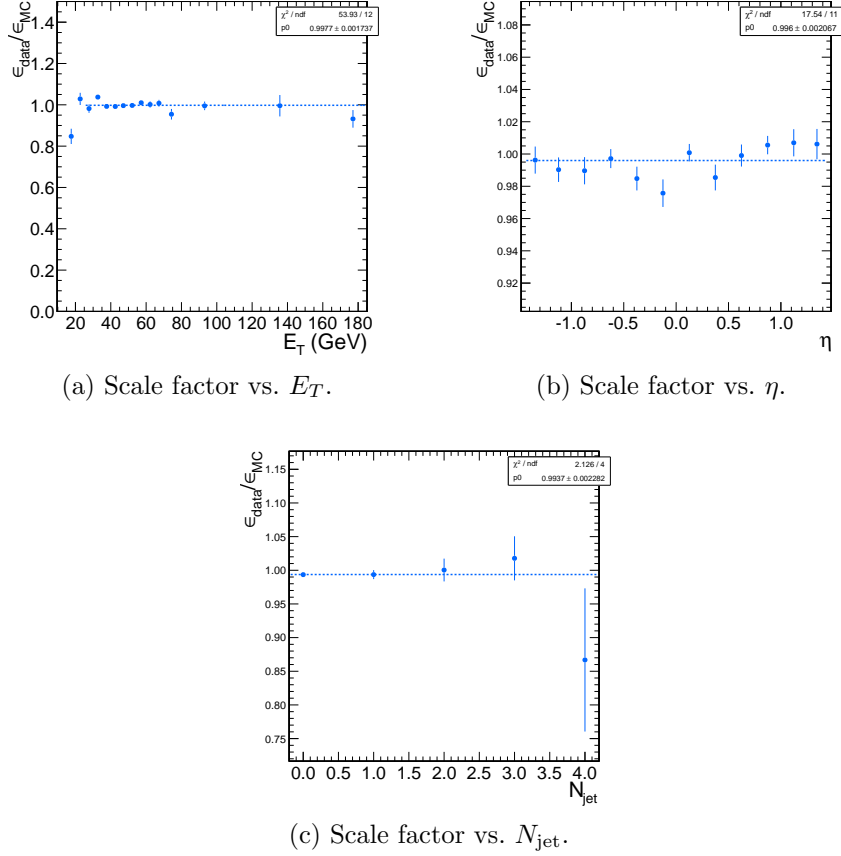 ϵdata/ϵMC
χ² / ndf 53.93 / 12
p0 0.9977 ± 0.001737
1.4
1.2
1.0
0.8
0.6
0.4
0.2
0.0
20 40 60 80 100 120 140 160 180
E_T (GeV)
(a) Scale factor vs. E_T.
ϵdata/ϵMC
χ² / ndf 17.54 / 11
p0 0.996 ± 0.002067
1.08
1.06
1.04
1.02
1.00
0.98
0.96
0.94
0.92
-1.0 -0.5 0.0 0.5 1.0
η
(b) Scale factor vs. η.
ϵdata/ϵMC
χ² / ndf 2.126 / 4
p0 0.9937 ± 0.002282
1.15
1.10
1.05
1.00
0.95
0.90
0.85
0.80
0.75
0.0 0.5 1.0 1.5 2.0 2.5 3.0 3.5 4.0
N_jet
(c) Scale factor vs. N_jet.